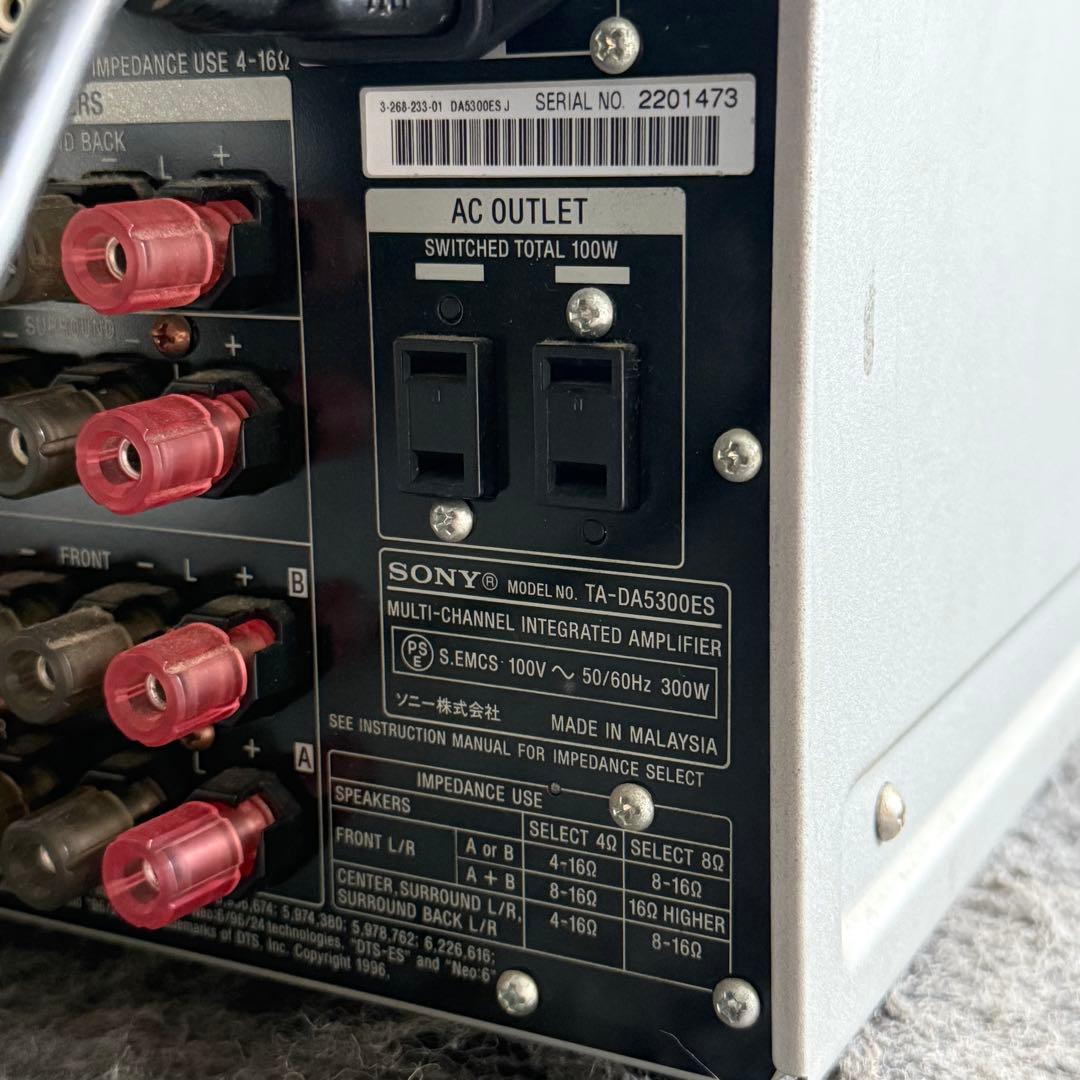 IMPEDANCE USE 4-16Ω
BACK
- L +
3-268-233-01 DA5300ES J SERIAL NO. 2201473
AC OUTLET
SWITCHED TOTAL 100W
- SURROUND - +
- FRONT - L + B
L + A
SONY® MODEL NO. TA-DA5300ES
MULTI-CHANNEL INTEGRATED AMPLIFIER
PSE S.EMCS 100V ~ 50/60Hz 300W
ソニー株式会社 MADE IN MALAYSIA
SEE INSTRUCTION MANUAL FOR IMPEDANCE SELECT
IMPEDANCE USE
SPEAKERS SELECT 4Ω SELECT 8Ω
FRONT L/R A or B 4-16Ω 8-16Ω
A + B 8-16Ω 16Ω HIGHER
CENTER, SURROUND L/R, SURROUND BACK L/R 4-16Ω 8-16Ω
674; 5,974,380; 5,978,762; 6,226,616;
6/96/24 technologies. "DTS-ES" and "Neo:6"
of DTS, Inc. Copyright 1996,